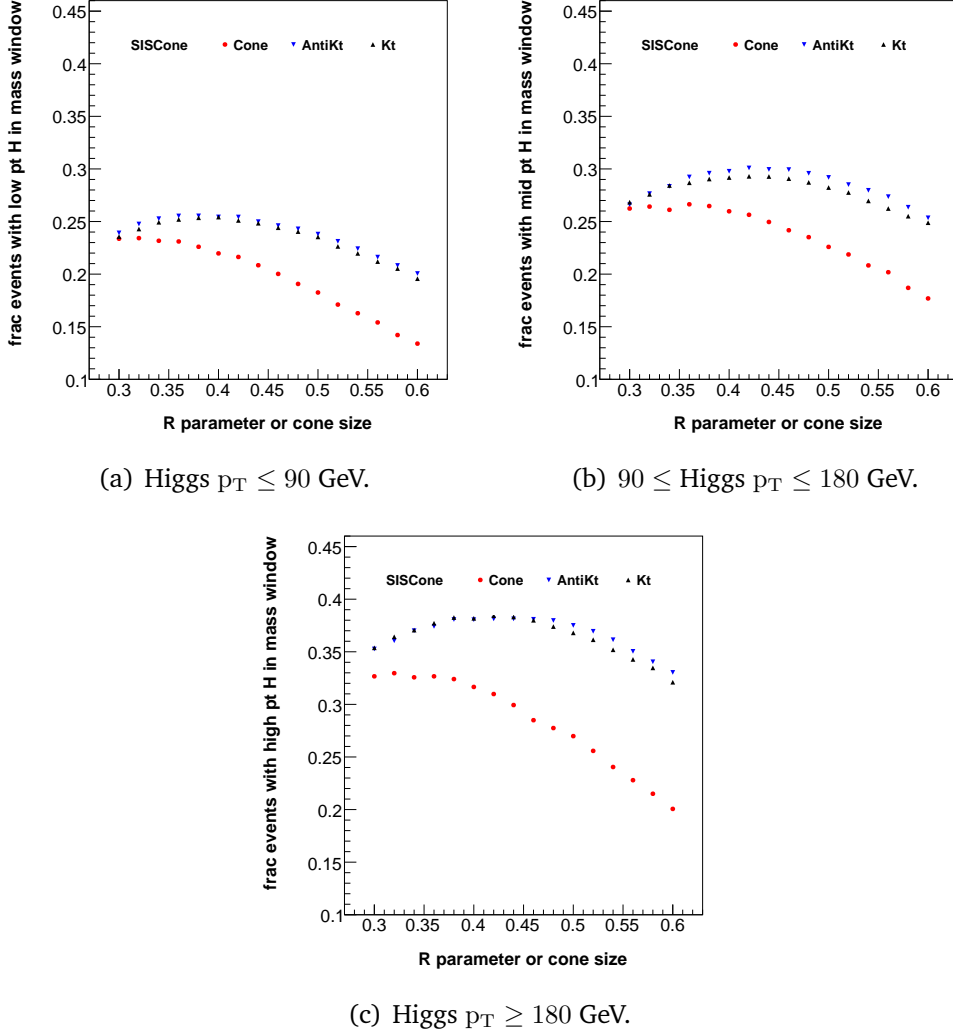 frac events with low pt H in mass window
SISCone Cone AntiKt Kt
0.45
0.4
0.35
0.3
0.25
0.2
0.15
0.1
0.3 0.35 0.4 0.45 0.5 0.55 0.6
R parameter or cone size
(a) Higgs pT ≤ 90 GeV.
frac events with mid pt H in mass window
SISCone Cone AntiKt Kt
0.45
0.4
0.35
0.3
0.25
0.2
0.15
0.1
0.3 0.35 0.4 0.45 0.5 0.55 0.6
R parameter or cone size
(b) 90 ≤ Higgs pT ≤ 180 GeV.
frac events with high pt H in mass window
SISCone Cone AntiKt Kt
0.45
0.4
0.35
0.3
0.25
0.2
0.15
0.1
0.3 0.35 0.4 0.45 0.5 0.55 0.6
R parameter or cone size
(c) Higgs pT ≥ 180 GeV.